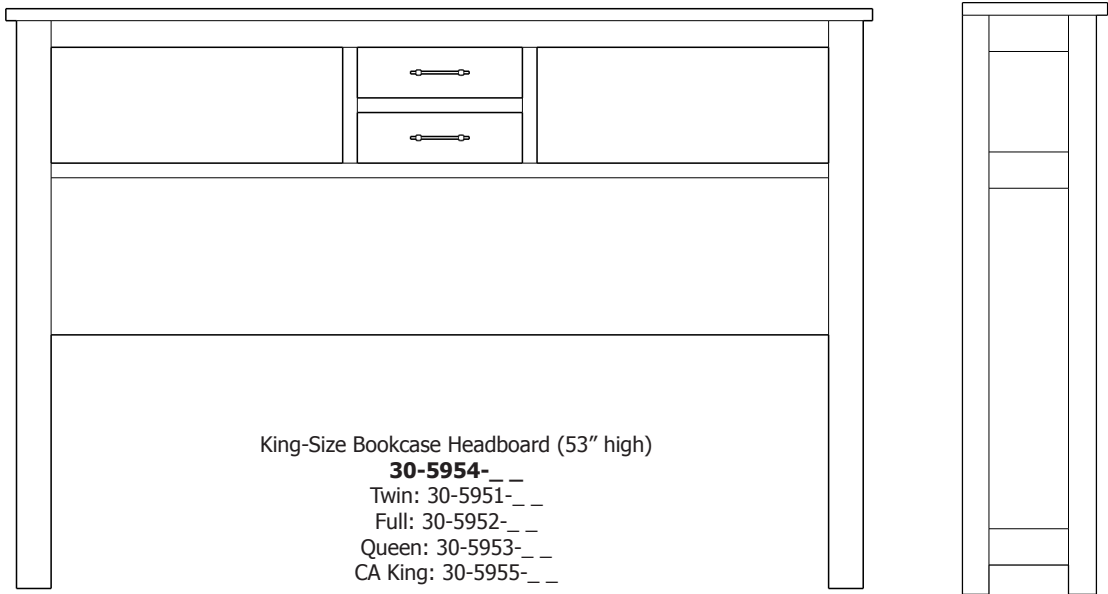 King-Size Bookcase Headboard (53” high)
30-5954-_ _
Twin: 30-5951-_ _
Full: 30-5952-_ _
Queen: 30-5953-_ _
CA King: 30-5955-_ _